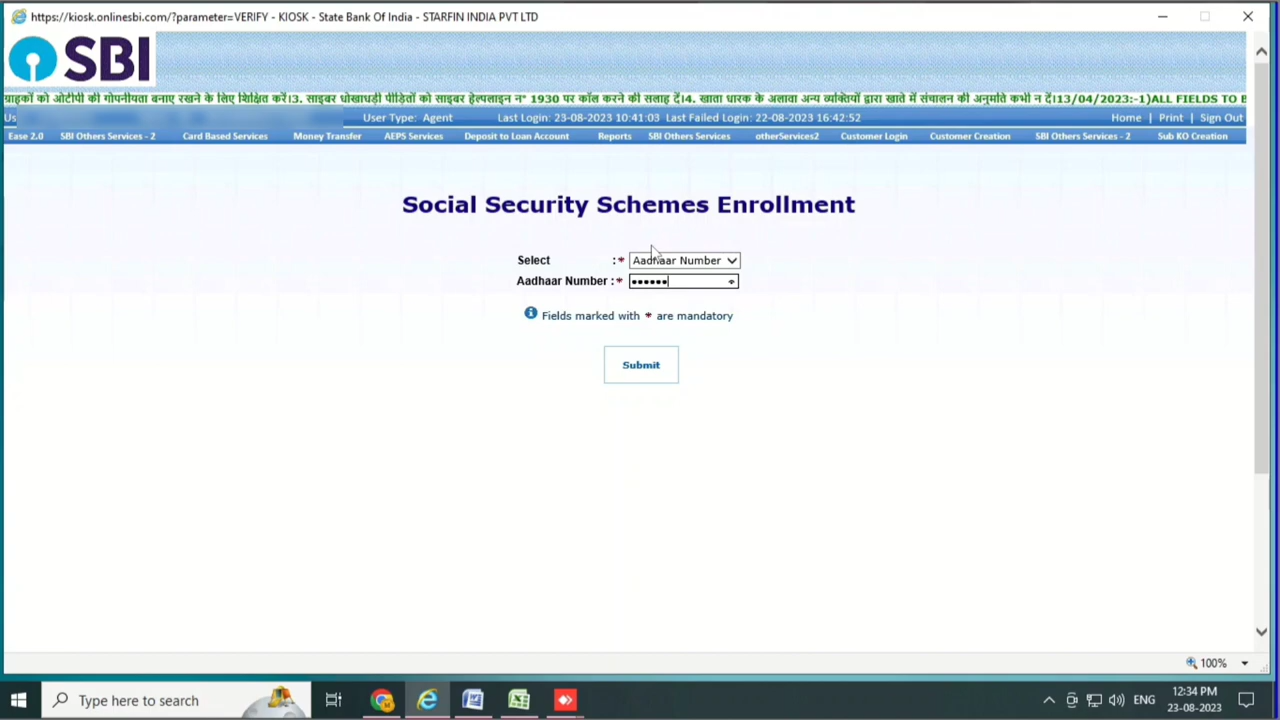 https://kiosk.onlinesbi.com/?parameter=VERIFY - KIOSK - State Bank Of India - STARFIN INDIA PVT LTD
SBI
ग्राहकों को ओटीपी की गोपनीयता बनाए रखने के लिए शिक्षित करें।3. साइबर धोखाधड़ी पीड़ितों को साइबर हेल्पलाइन न° 1930 पर कॉल करने की सलाह दें।4. खाता धारक के अलावा अन्य व्यक्तियों द्वारा खाते में संचालन की अनुमति कभी न दें।13/04/2023:-1)ALL FIELDS TO B
Us User Type: Agent Last Login: 23-08-2023 10:41:03 Last Failed Login: 22-08-2023 16:42:52 Home | Print | Sign Out
Ease 2.0 SBI Others Services - 2 Card Based Services Money Transfer AEPS Services Deposit to Loan Account Reports SBI Others Services otherServices2 Customer Login Customer Creation SBI Others Services - 2 Sub KO Creation
Social Security Schemes Enrollment
Select :* Aadhaar Number
Aadhaar Number :* ••••••
Fields marked with * are mandatory
Submit
100%
Type here to search
ENG
12:34 PM
23-08-2023